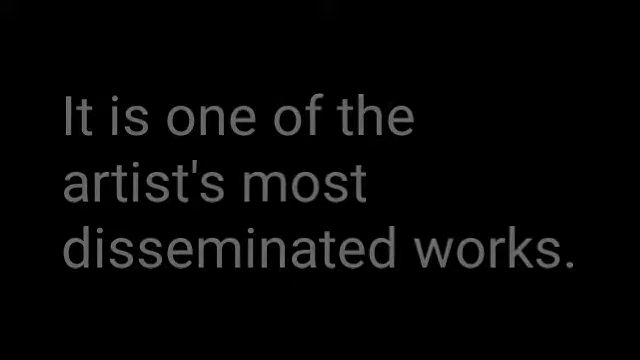 It is one of the
artist's most
disseminated works.